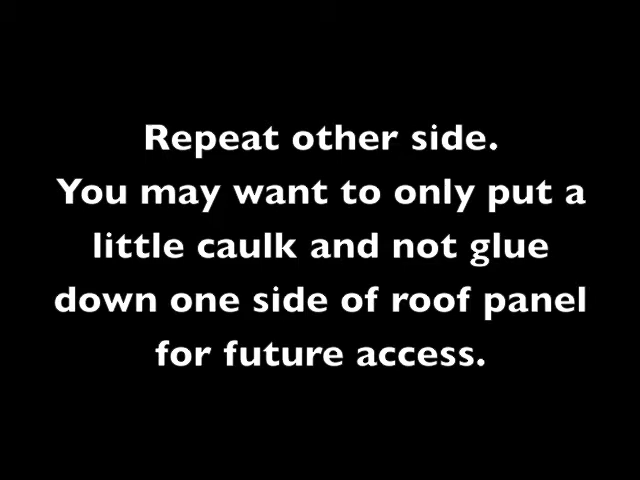 Repeat other side.
You may want to only put a
little caulk and not glue
down one side of roof panel
for future access.